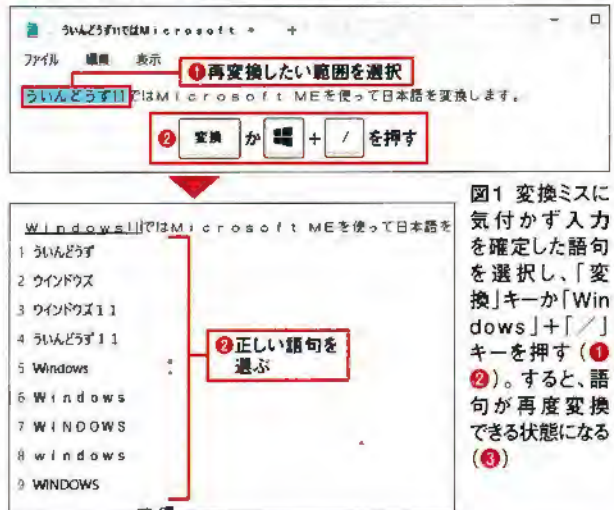 ういんどうず11ではMicrosoft
ファイル 編集 表示
❶再変換したい範囲を選択
ういんどうず11ではMicrosoft MEを使って日本語を変換します。
❷ 変換 か + / を押す
Windows11ではMicrosoft MEを使って日本語を
1 ういんどうず
2 ウインドウズ
3 ウインドウズ11
4 ういんどうず11
5 Windows
6 Windows
7 WINDOWS
8 windows
9 WINDOWS
❷正しい語句を
選ぶ
図1 変換ミスに
気付かず入力
を確定した語句
を選択し、「変
換」キーか「Win
dows」+「／」
キーを押す(❶
❷)。すると、語
句が再度変換
できる状態になる
(❸)